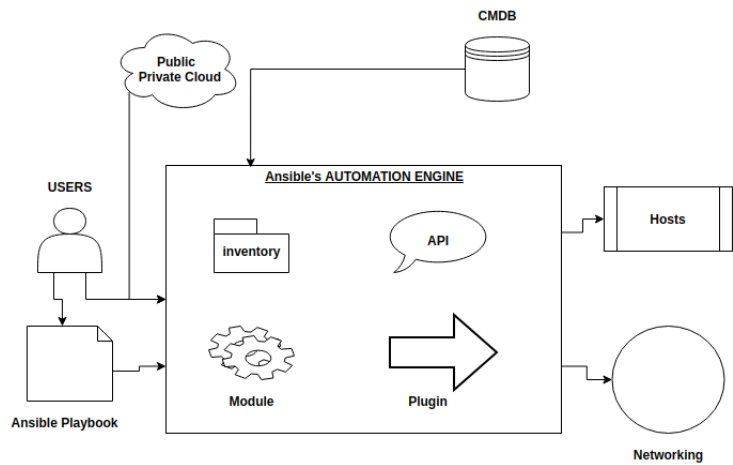 CMDB
Public
Private Cloud
Ansible's AUTOMATION ENGINE
USERS
Hosts
inventory
API
Module
Plugin
Ansible Playbook
Networking